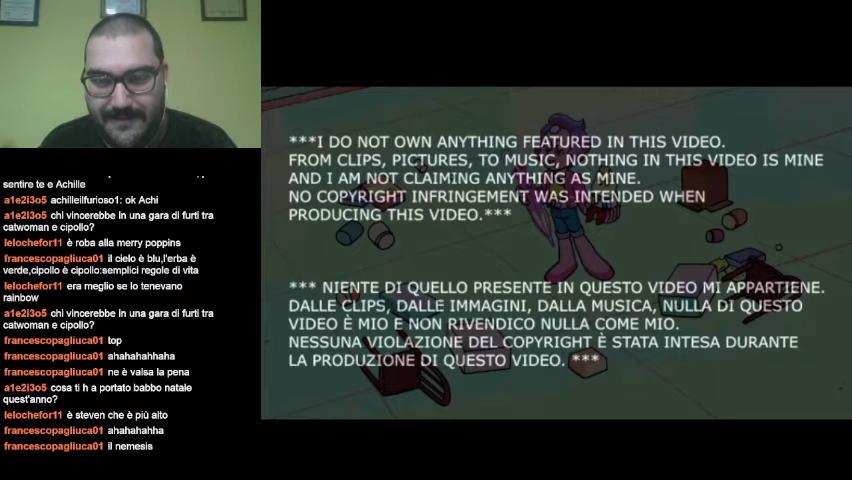 sentire te e Achille
a1e2i3o5 achilleilfurioso1: ok Achi
a1e2i3o5 chi vincerebbe in una gara di furti tra
catwoman e cipollo?
lelochefor11 è roba alla merry poppins
francescopagliuca01 il cielo è blu,l'erba è
verde,cipollo è cipollo:semplici regole di vita
lelochefor11 era meglio se lo tenevano
rainbow
a1e2i3o5 chi vincerebbe in una gara di furti tra
catwoman e cipollo?
francescopagliuca01 top
francescopagliuca01 ahahahahhaha
francescopagliuca01 ne è valsa la pena
a1e2i3o5 cosa ti h a portato babbo natale
quest'anno?
lelochefor11 è steven che è più alto
francescopagliuca01 ahahahahha
francescopagliuca01 il nemesis
***I DO NOT OWN ANYTHING FEATURED IN THIS VIDEO.
FROM CLIPS, PICTURES, TO MUSIC, NOTHING IN THIS VIDEO IS MINE
AND I AM NOT CLAIMING ANYTHING AS MINE.
NO COPYRIGHT INFRINGEMENT WAS INTENDED WHEN
PRODUCING THIS VIDEO.***
*** NIENTE DI QUELLO PRESENTE IN QUESTO VIDEO MI APPARTIENE.
DALLE CLIPS, DALLE IMMAGINI, DALLA MUSICA, NULLA DI QUESTO
VIDEO È MIO E NON RIVENDICO NULLA COME MIO.
NESSUNA VIOLAZIONE DEL COPYRIGHT È STATA INTESA DURANTE
LA PRODUZIONE DI QUESTO VIDEO. ***